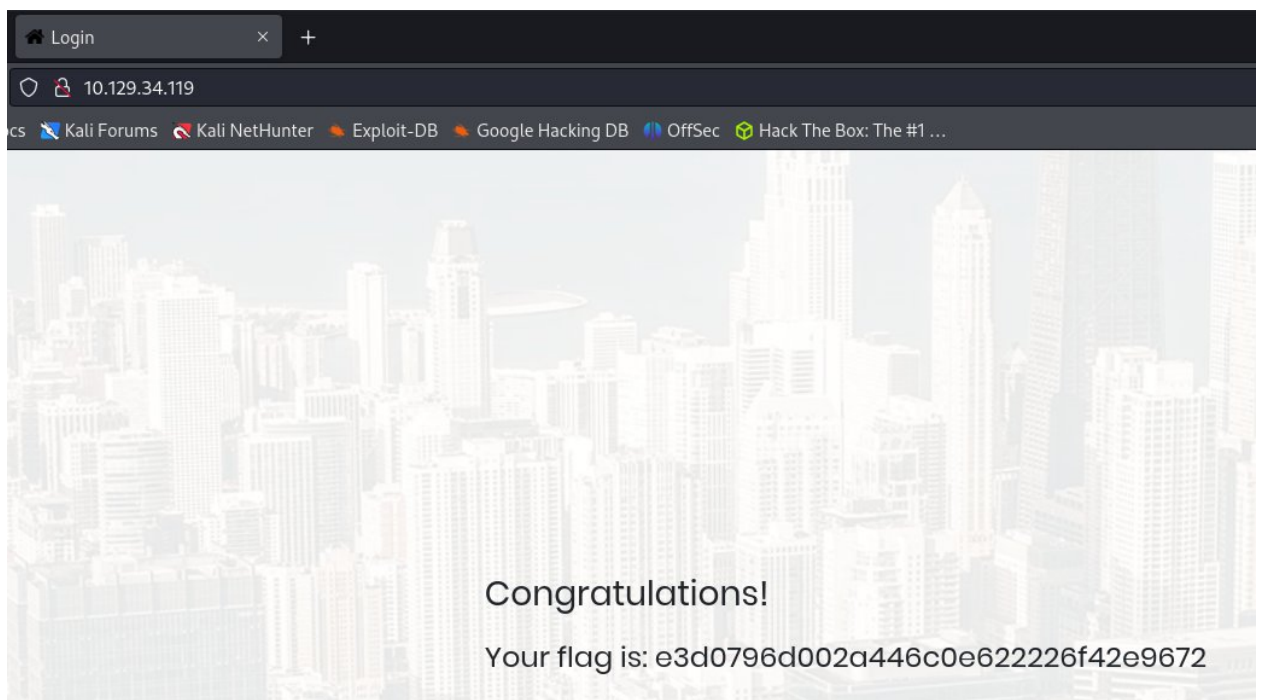 Login
10.129.34.119
cs Kali Forums Kali NetHunter Exploit-DB Google Hacking DB OffSec Hack The Box: The #1 ...
Congratulations!
Your flag is: e3d0796d002a446c0e622226f42e9672